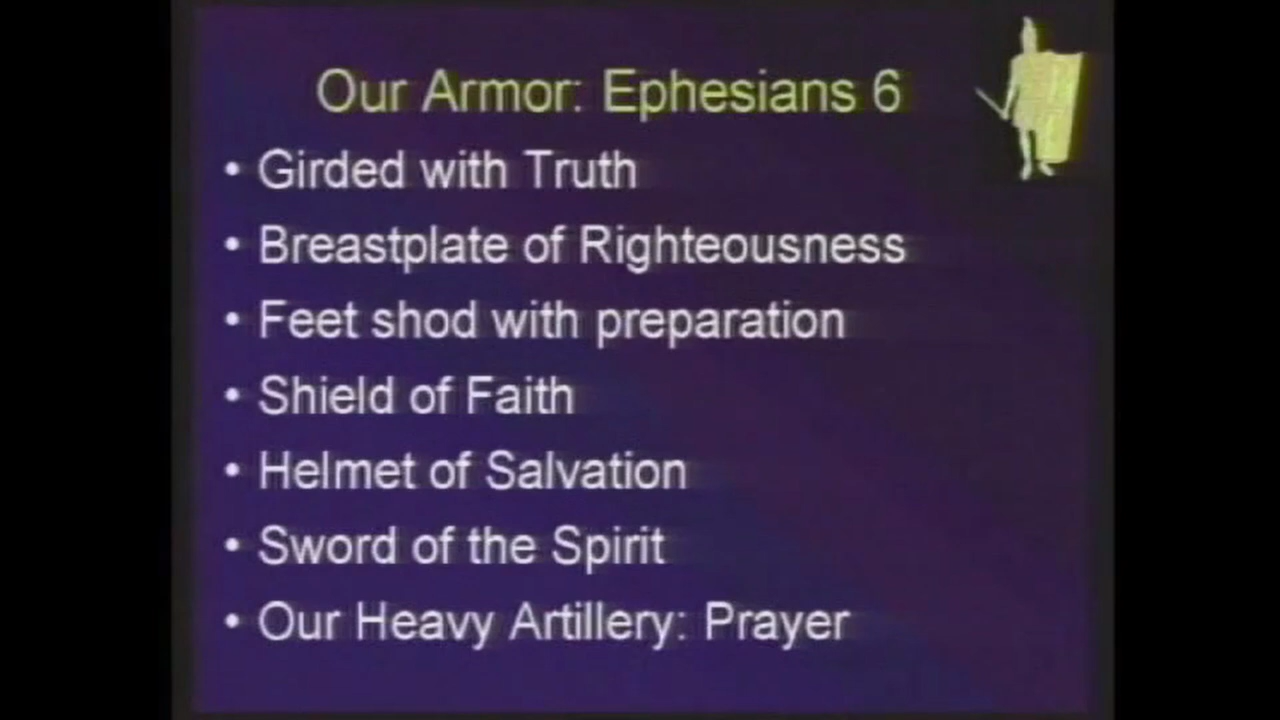 Our Armor: Ephesians 6
• Girded with Truth
• Breastplate of Righteousness
• Feet shod with preparation
• Shield of Faith
• Helmet of Salvation
• Sword of the Spirit
• Our Heavy Artillery: Prayer